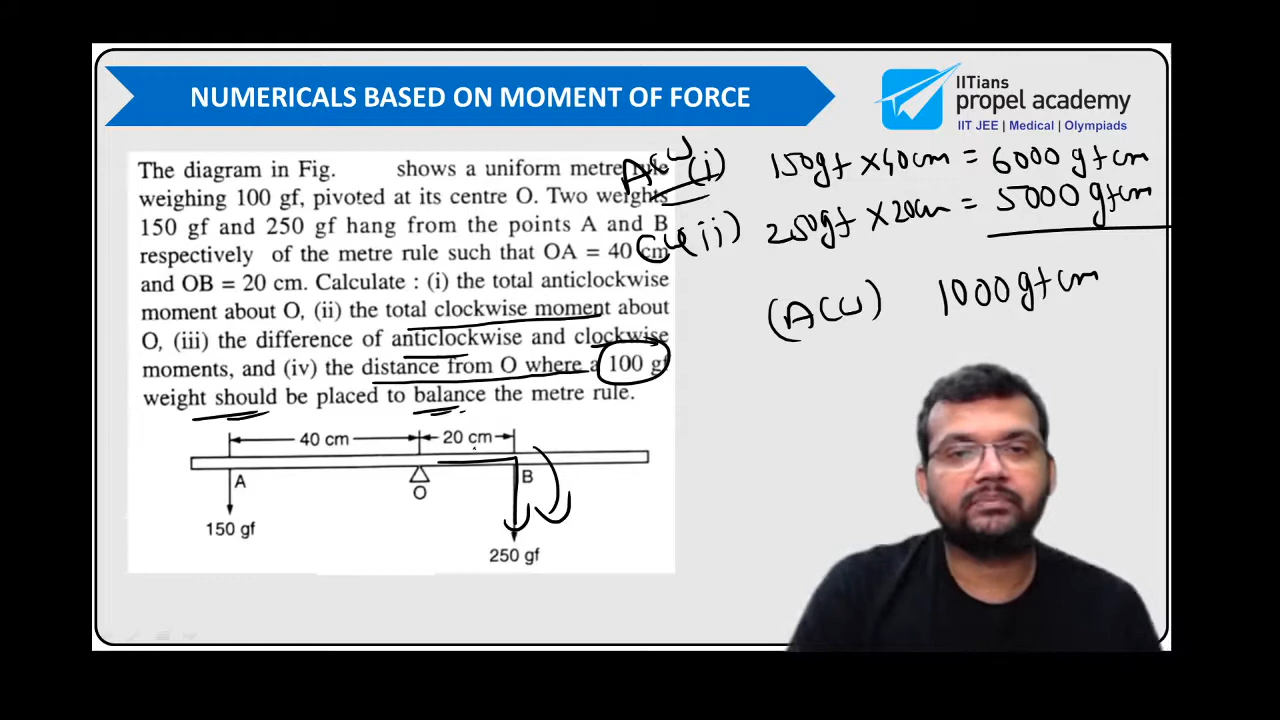 NUMERICALS BASED ON MOMENT OF FORCE
IITians
propel academy
IIT JEE | Medical | Olympiads
The diagram in Fig. shows a uniform metre rule
weighing 100 gf, pivoted at its centre O. Two weights
150 gf and 250 gf hang from the points A and B
respectively of the metre rule such that OA = 40 cm
and OB = 20 cm. Calculate : (i) the total anticlockwise
moment about O, (ii) the total clockwise moment about
O, (iii) the difference of anticlockwise and clockwise
moments, and (iv) the distance from O where a 100 gf
weight should be placed to balance the metre rule.
40 cm 20 cm
A O B
150 gf
250 gf
ACW (i) 150gf × 40cm = 6000 gf cm
CW (ii) 250gf × 20cm = 5000 gf cm
(ACW) 1000 gf cm